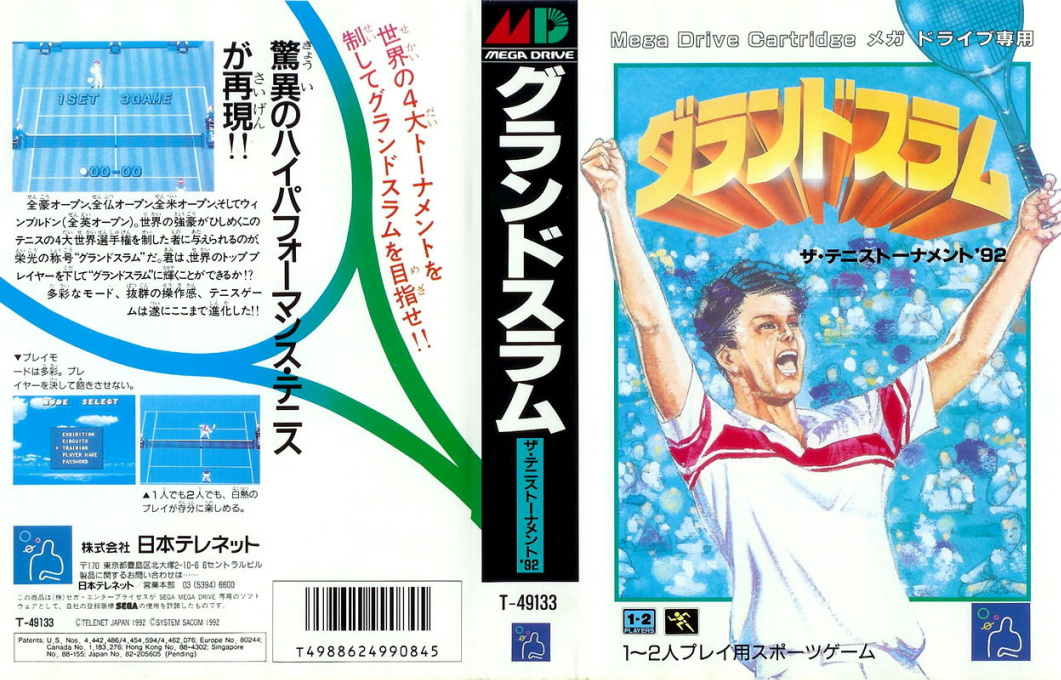 驚異のハイパフォーマンス・テニス
が再現!!
きょうい
さいげん
世界の4大トーナメントを
制してグランドスラムを目指せ!!
せかい
だい
せい
めざ
1SET 3GAME
00-00
全豪オープン、全仏オープン、全米オープン、そしてウィ
ンブルドン(全英オープン)。世界の強豪がひしめくこの
テニスの4大世界選手権を制した者に与えられるのが、
栄光の称号“グランドスラム”だ。君は、世界のトッププ
レイヤーを下して“グランドスラム”に輝くことができるか!?
多彩なモード、抜群の操作感、テニスゲー
ムは遂にここまで進化した!!
▼プレイモ
ードは多彩。プレ
イヤーを決して飽きさせない。
MODE SELECT
EXHIBITION
CIRCUITS
TRAINING
PLAYER MAKE
PASSWORD
▲1人でも2人でも、白熱の
プレイが存分に楽しめる。
株式会社 日本テレネット
〒170 東京都豊島区北大塚2-10-6 6セントラルビル
製品に関するお問い合わせは……
日本テレネット/営業本部 03 (5394) 6600
この商品は(株)セガ・エンタープライゼスが SEGA MEGA DRIVE 専用のソフト
ウェアとして、自社の登録商標 SEGA の使用を許諾したものです。
T-49133 ©TELENET JAPAN 1992 ©SYSTEM SACOM 1992
Patents: U.S. Nos. 4,442,486/4,454,594/4,462,076; Europe No. 80244;
Canada No. 1,183,276; Hong Kong No. 88-4302; Singapore
No. 88-155; Japan No. 82-205605 (Pending)
T4988624990845
MD
MEGA DRIVE
グランドスラム
ザ・テニストーナメント'92
T-49133
Mega Drive Cartridge メガ ドライブ専用
グランドスラム
ザ・テニストーナメント'92
1-2
PLAYERS
1〜2人プレイ用スポーツゲーム